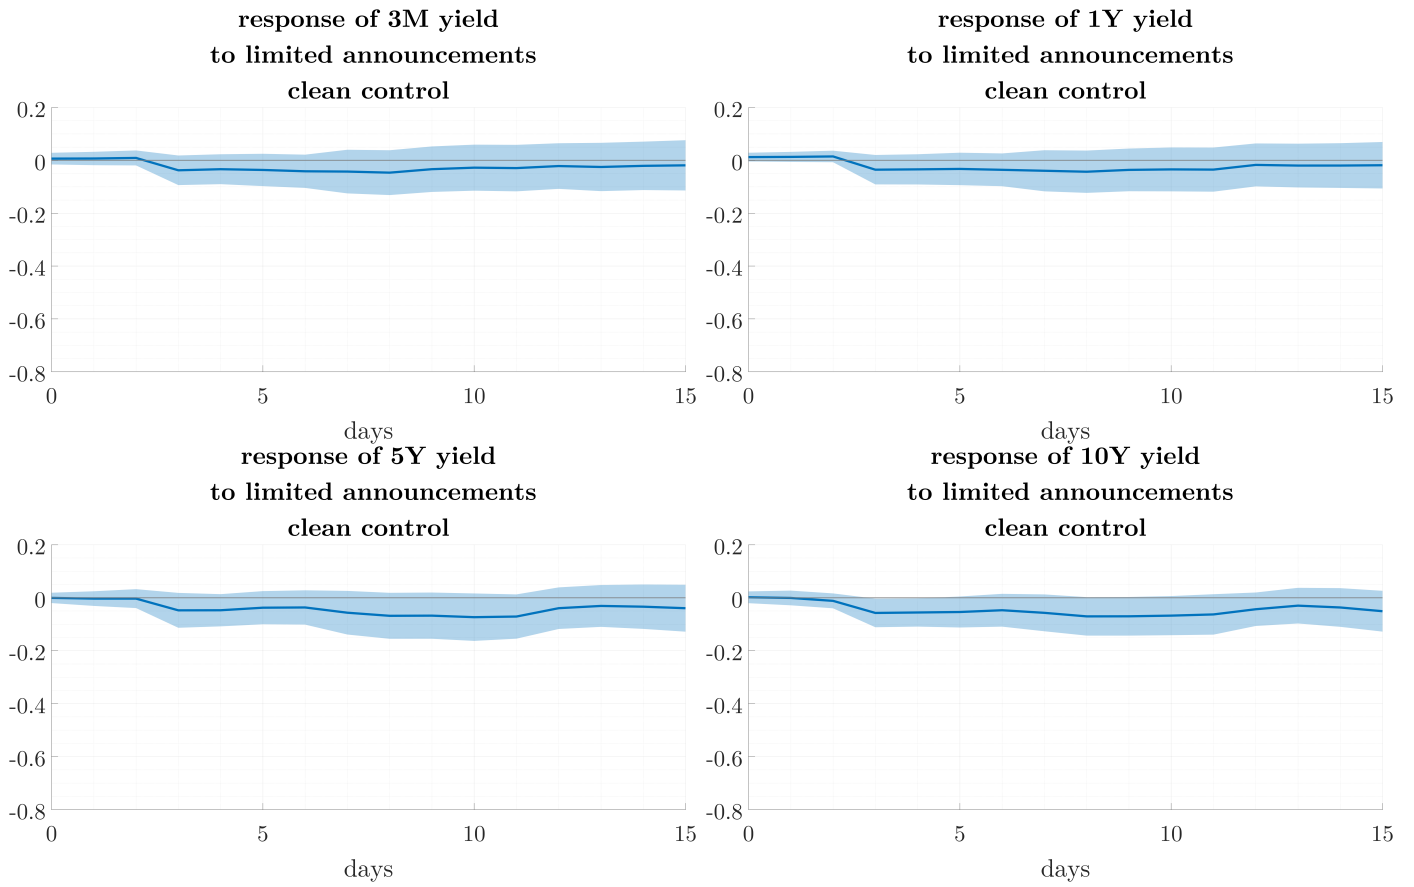 response of 3M yield
to limited announcements
clean control
0.2
0
-0.2
-0.4
-0.6
-0.8
0 5 10 15
days
response of 1Y yield
to limited announcements
clean control
0.2
0
-0.2
-0.4
-0.6
-0.8
0 5 10 15
days
response of 5Y yield
to limited announcements
clean control
0.2
0
-0.2
-0.4
-0.6
-0.8
0 5 10 15
days
response of 10Y yield
to limited announcements
clean control
0.2
0
-0.2
-0.4
-0.6
-0.8
0 5 10 15
days